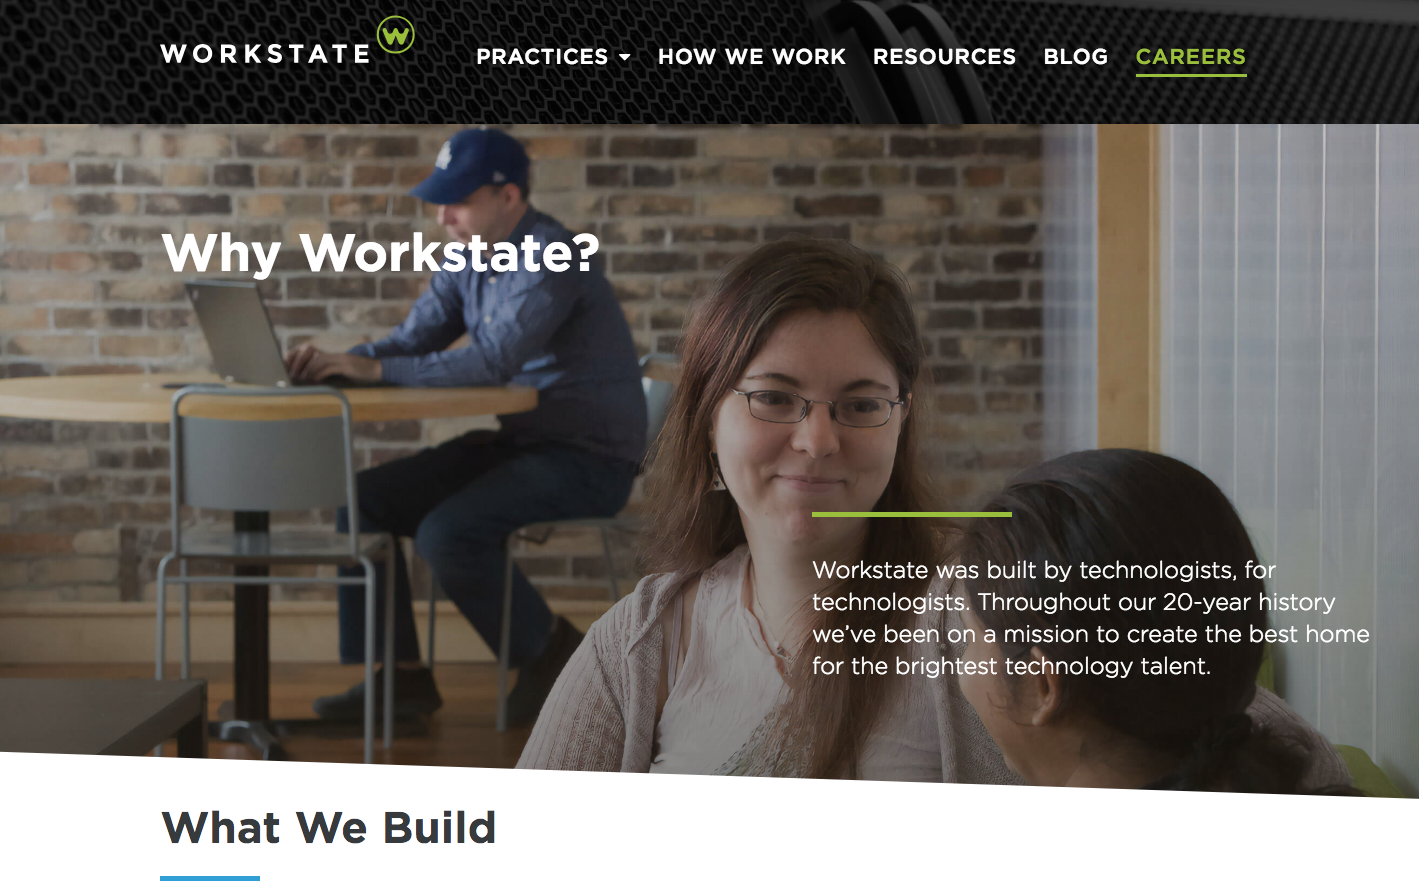 WORKSTATE W
PRACTICES HOW WE WORK RESOURCES BLOG CAREERS
LA
Why Workstate?
Workstate was built by technologists, for
technologists. Throughout our 20-year history
we’ve been on a mission to create the best home
for the brightest technology talent.
What We Build